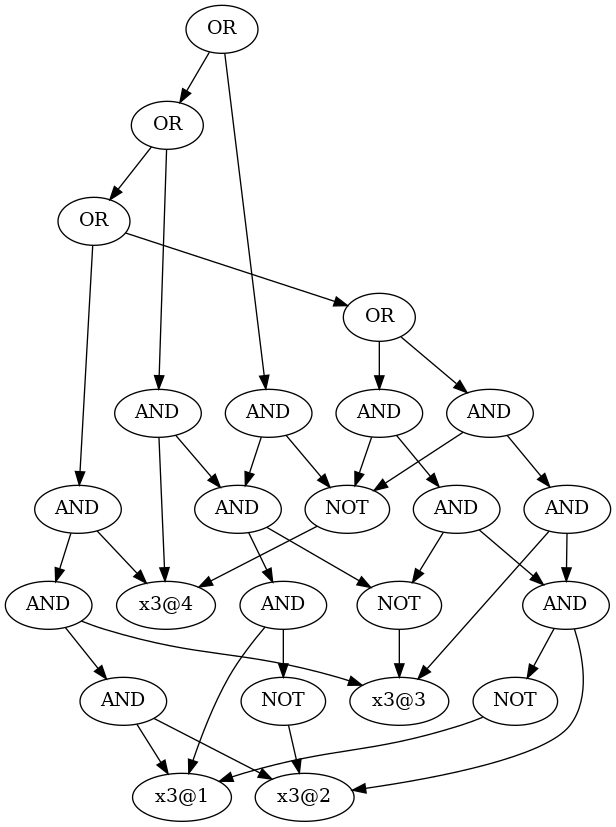 OR
OR
OR
OR
AND
AND
AND
AND
AND
AND
NOT
AND
AND
AND
x3@4
AND
NOT
AND
AND
NOT
x3@3
NOT
x3@1
x3@2